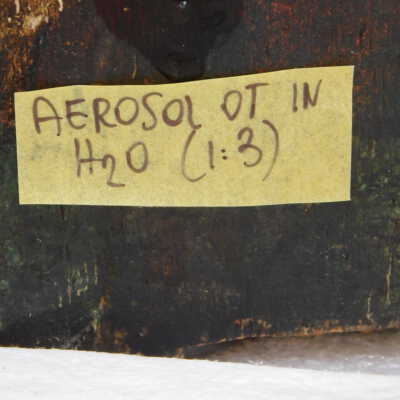 AEROSOL OT IN
H2O (1:3)